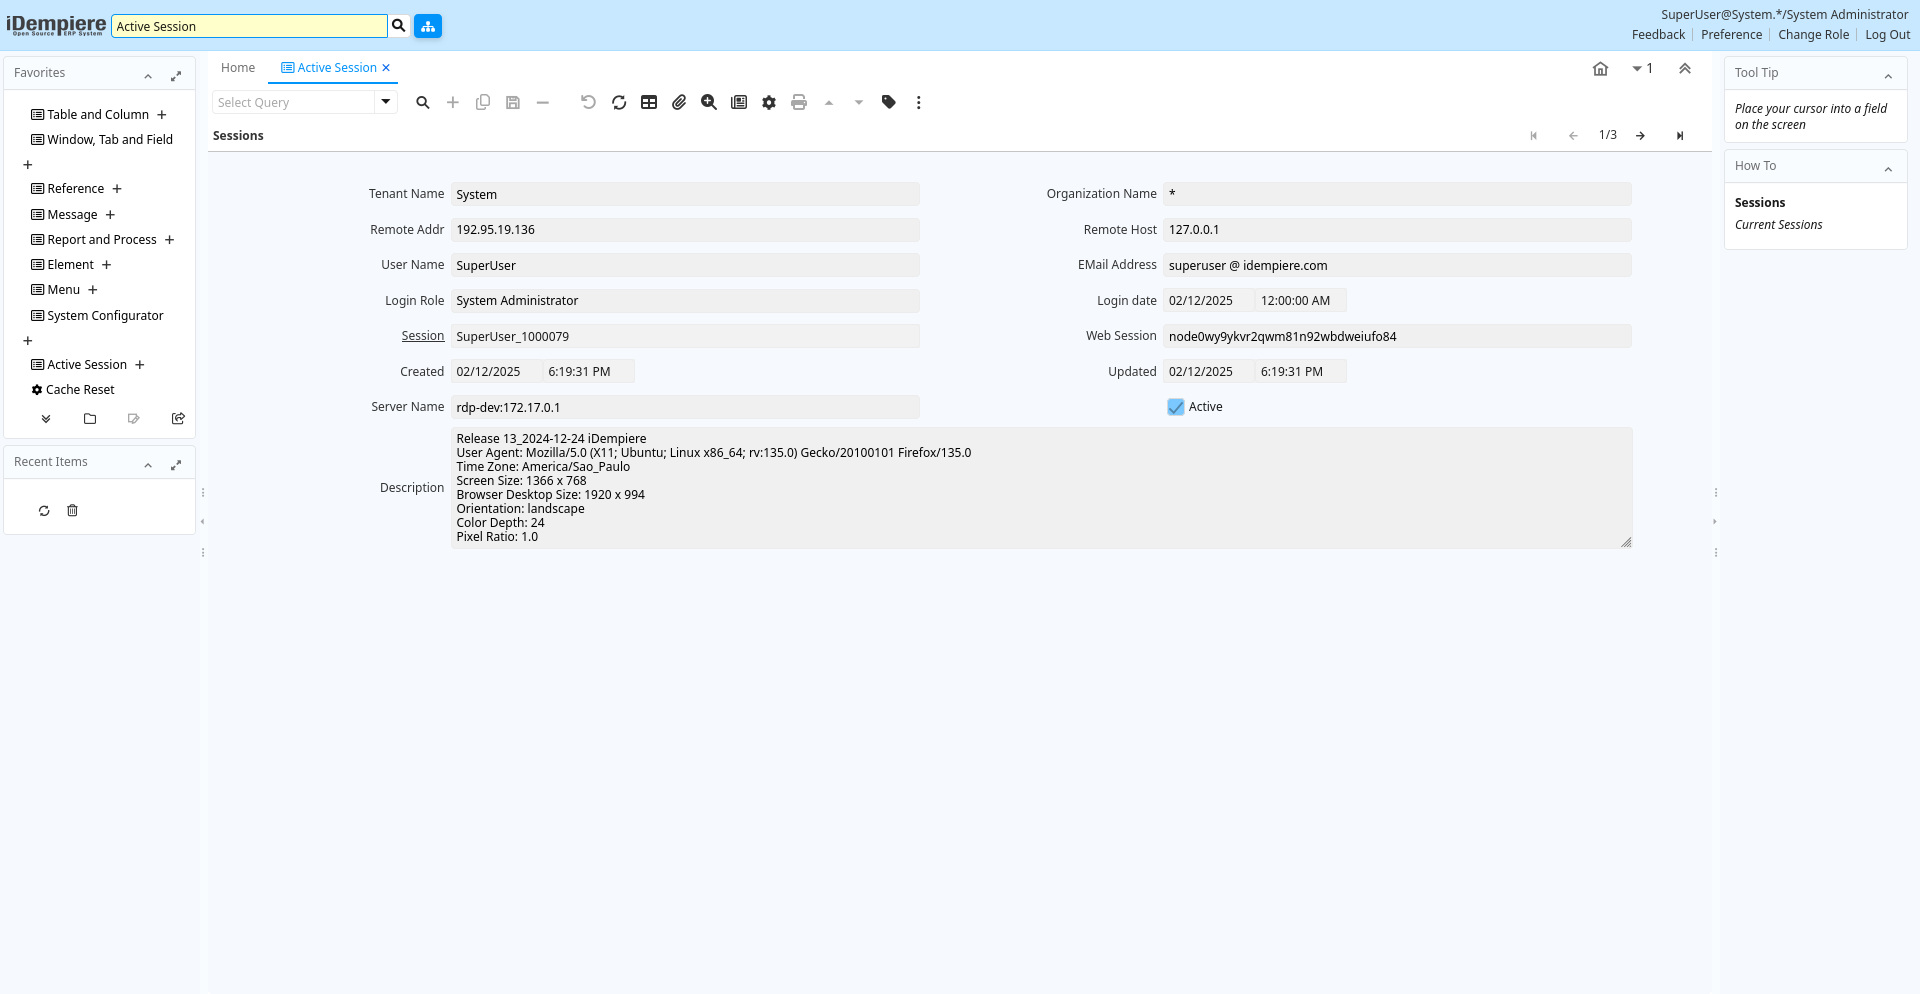 iDempiere
Open Source ERP System
Active Session
SuperUser@System.*/System Administrator
Feedback
Preference
Change Role
Log Out
Favorites
Table and Column
Window, Tab and Field
Reference
Message
Report and Process
Element
Menu
System Configurator
Active Session
Cache Reset
Recent Items
Home
Active Session
1
Select Query
Sessions
1/3
Tenant Name System
Organization Name *
Remote Addr 192.95.19.136
Remote Host 127.0.0.1
User Name SuperUser
EMail Address superuser @ idempiere.com
Login Role System Administrator
Login date 02/12/2025 12:00:00 AM
Session SuperUser_1000079
Web Session node0wy9ykvr2qwm81n92wbdweiufo84
Created 02/12/2025 6:19:31 PM
Updated 02/12/2025 6:19:31 PM
Server Name rdp-dev:172.17.0.1
Active
Description
Release 13_2024-12-24 iDempiere
User Agent: Mozilla/5.0 (X11; Ubuntu; Linux x86_64; rv:135.0) Gecko/20100101 Firefox/135.0
Time Zone: America/Sao_Paulo
Screen Size: 1366 x 768
Browser Desktop Size: 1920 x 994
Orientation: landscape
Color Depth: 24
Pixel Ratio: 1.0
Tool Tip
Place your cursor into a field
on the screen
How To
Sessions
Current Sessions